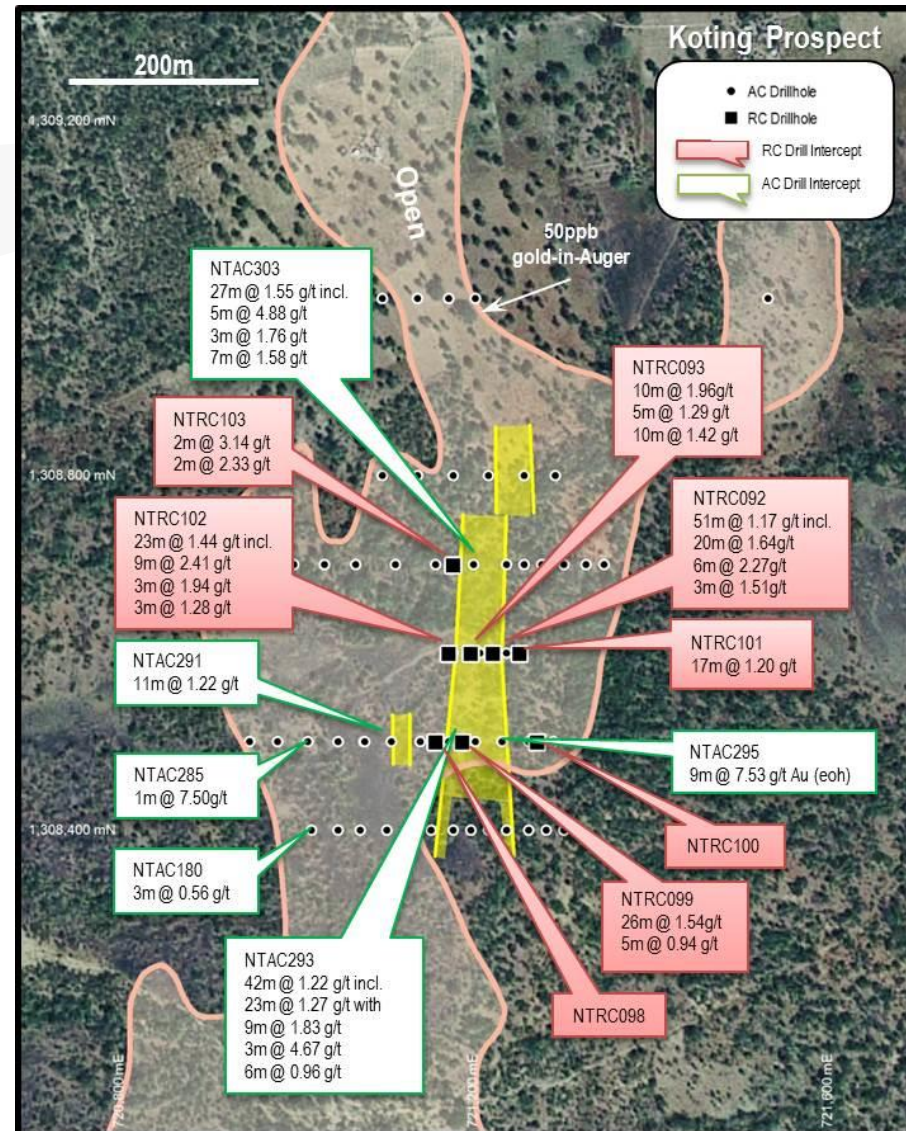 Koting Prospect
AC Drillhole
RC Drillhole
RC Drill Intercept
AC Drill Intercept
200m
1,309,200 mN
Open
50ppb
gold-in-Auger
NTAC303
27m @ 1.55 g/t incl.
5m @ 4.88 g/t
3m @ 1.76 g/t
7m @ 1.58 g/t
NTRC093
10m @ 1.96g/t
5m @ 1.29 g/t
10m @ 1.42 g/t
NTRC103
2m @ 3.14 g/t
2m @ 2.33 g/t
1,308,800 mN
NTRC092
51m @ 1.17 g/t incl.
20m @ 1.64g/t
6m @ 2.27g/t
3m @ 1.51g/t
NTRC102
23m @ 1.44 g/t incl.
9m @ 2.41 g/t
3m @ 1.94 g/t
3m @ 1.28 g/t
NTRC101
17m @ 1.20 g/t
NTAC291
11m @ 1.22 g/t
NTAC295
9m @ 7.53 g/t Au (eoh)
NTAC285
1m @ 7.50g/t
1,308,400 mN
NTRC100
NTAC180
3m @ 0.56 g/t
NTRC099
26m @ 1.54g/t
5m @ 0.94 g/t
NTAC293
42m @ 1.22 g/t incl.
23m @ 1.27 g/t with
9m @ 1.83 g/t
3m @ 4.67 g/t
6m @ 0.96 g/t
NTRC098
720,800 mE
721,200 mE
721,600 mE